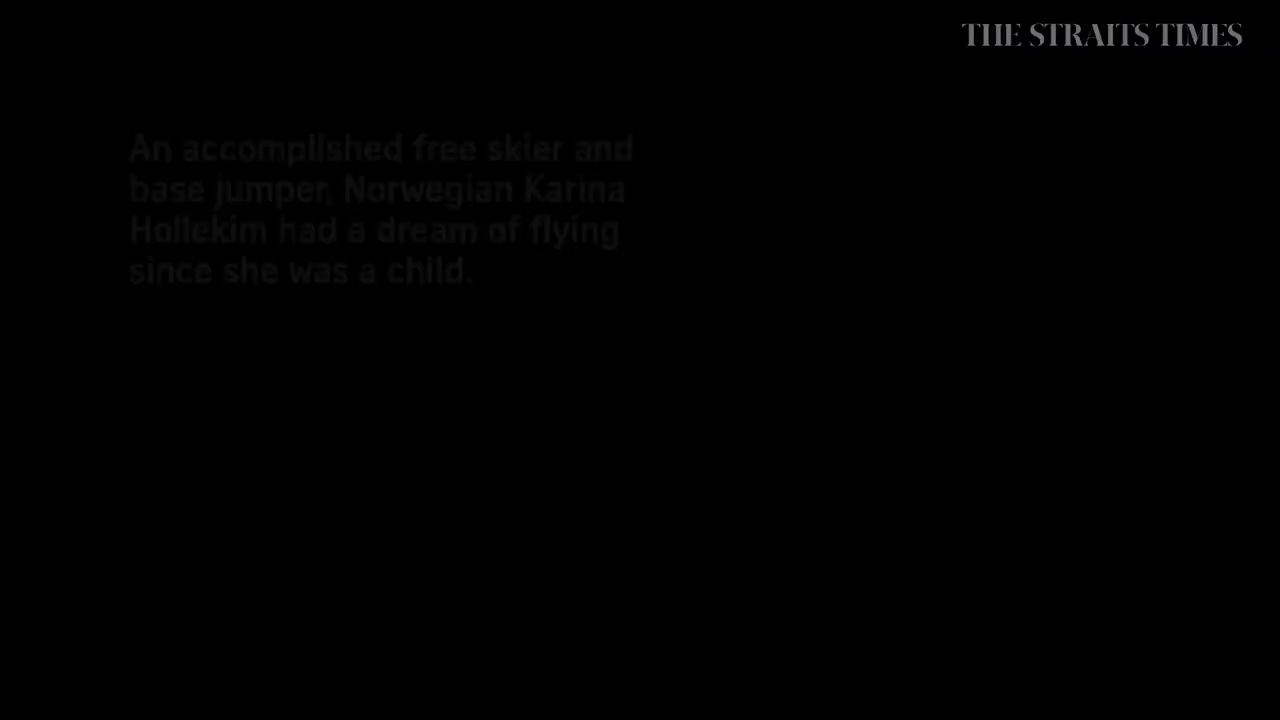 THE STRAITS TIMES
An accomplished free skier and
base jumper, Norwegian Karina
Hollekim had a dream of flying
since she was a child.